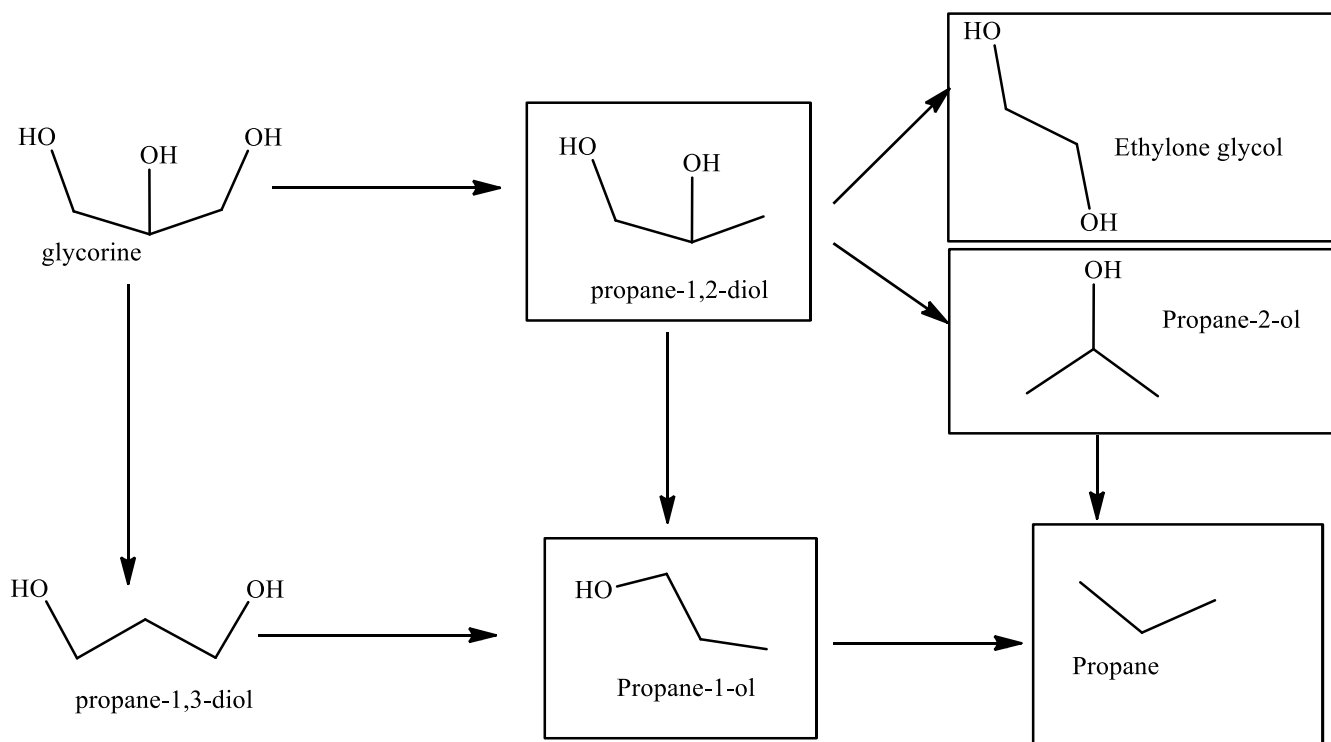 HO
OH
OH
glycorine
HO
OH
propane-1,2-diol
HO
Ethylone glycol
OH
OH
Propane-2-ol
HO
OH
propane-1,3-diol
HO
Propane-1-ol
Propane